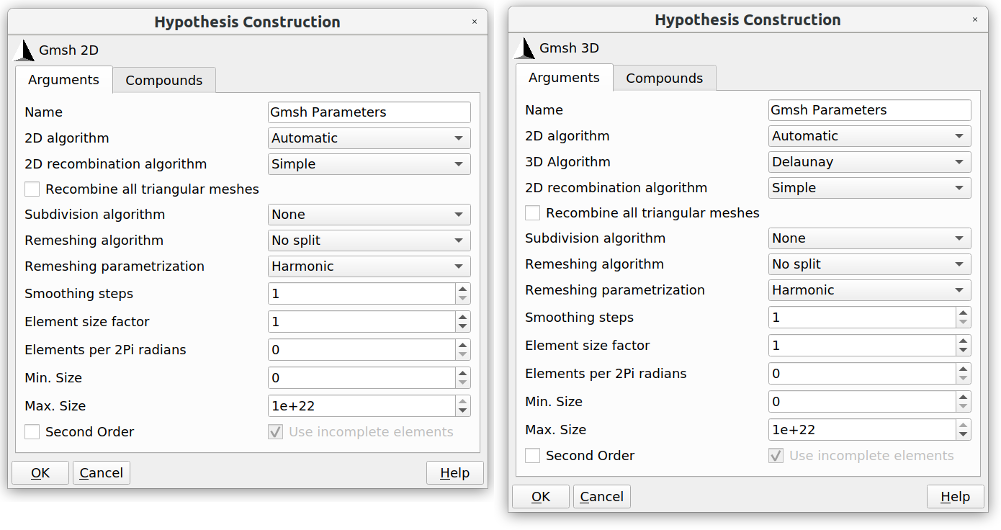 Hypothesis Construction
×
Gmsh 2D
Arguments
Compounds
Name
Gmsh Parameters
2D algorithm
Automatic
2D recombination algorithm
Simple
Recombine all triangular meshes
Subdivision algorithm
None
Remeshing algorithm
No split
Remeshing parametrization
Harmonic
Smoothing steps
1
Element size factor
1
Elements per 2Pi radians
0
Min. Size
0
Max. Size
1e+22
Second Order
Use incomplete elements
OK
Cancel
Help
Hypothesis Construction
×
Gmsh 3D
Arguments
Compounds
Name
Gmsh Parameters
2D algorithm
Automatic
3D Algorithm
Delaunay
2D recombination algorithm
Simple
Recombine all triangular meshes
Subdivision algorithm
None
Remeshing algorithm
No split
Remeshing parametrization
Harmonic
Smoothing steps
1
Element size factor
1
Elements per 2Pi radians
0
Min. Size
0
Max. Size
1e+22
Second Order
Use incomplete elements
OK
Cancel
Help